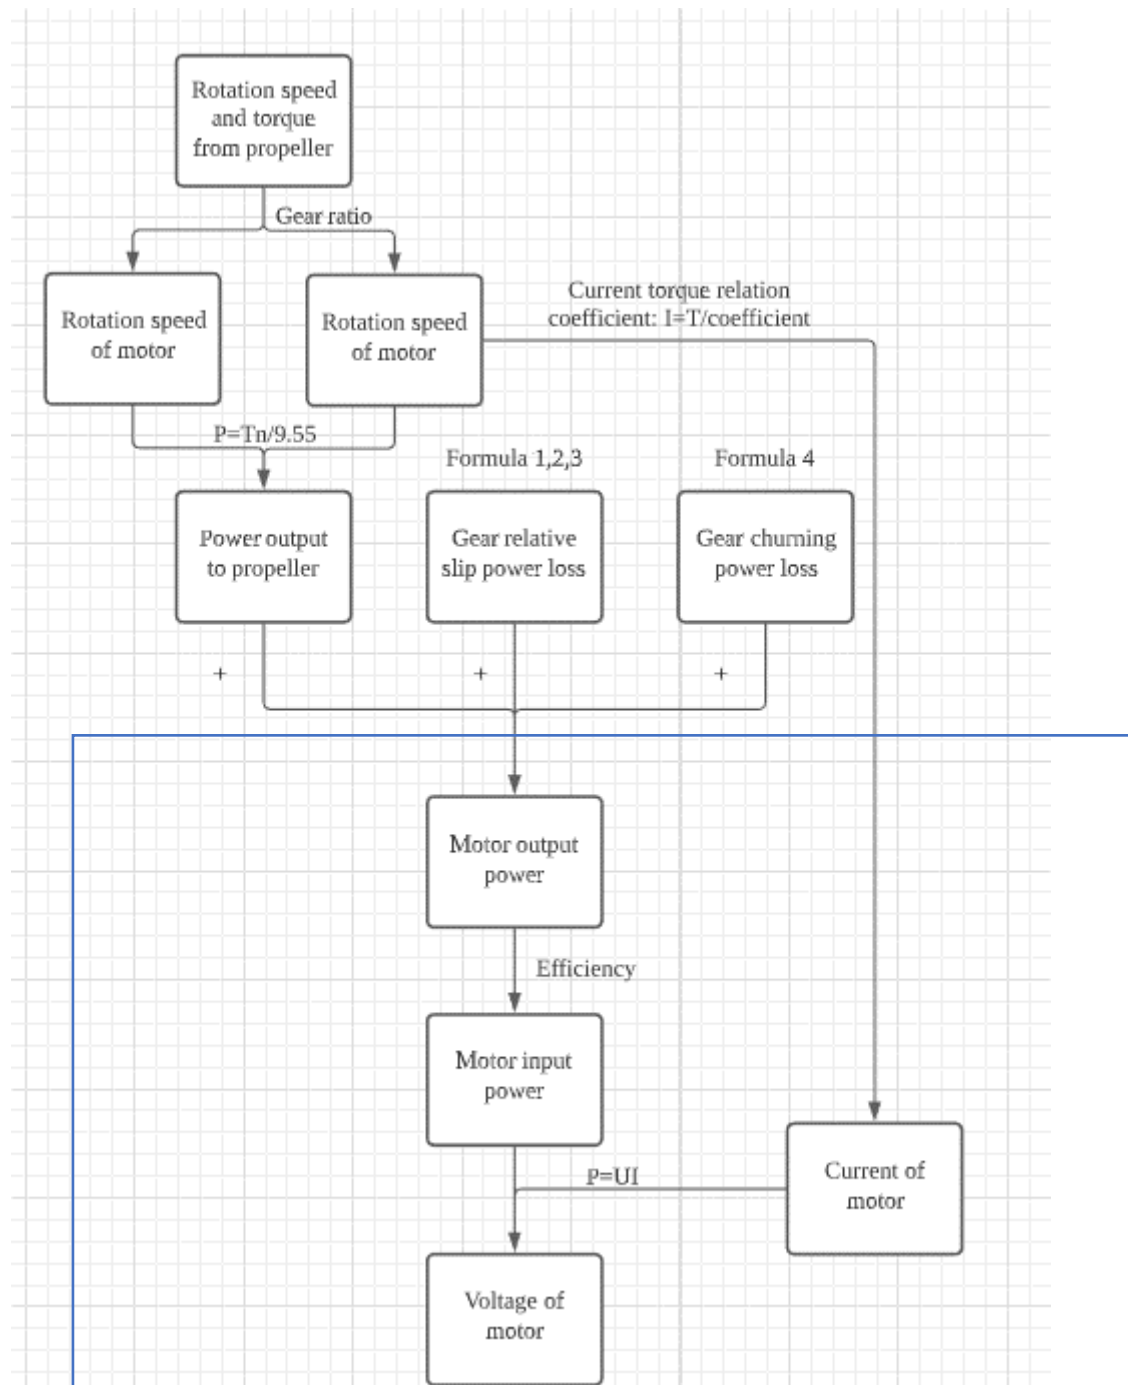 Rotation speed
and torque
from propeller
Gear ratio
Rotation speed
of motor
Rotation speed
of motor
Current torque relation
coefficient: I=T/coefficient
P=Tn/9.55
Formula 1,2,3
Formula 4
Power output
to propeller
Gear relative
slip power loss
Gear churning
power loss
+
+
+
Motor output
power
Efficiency
Motor input
power
P=UI
Current of
motor
Voltage of
motor